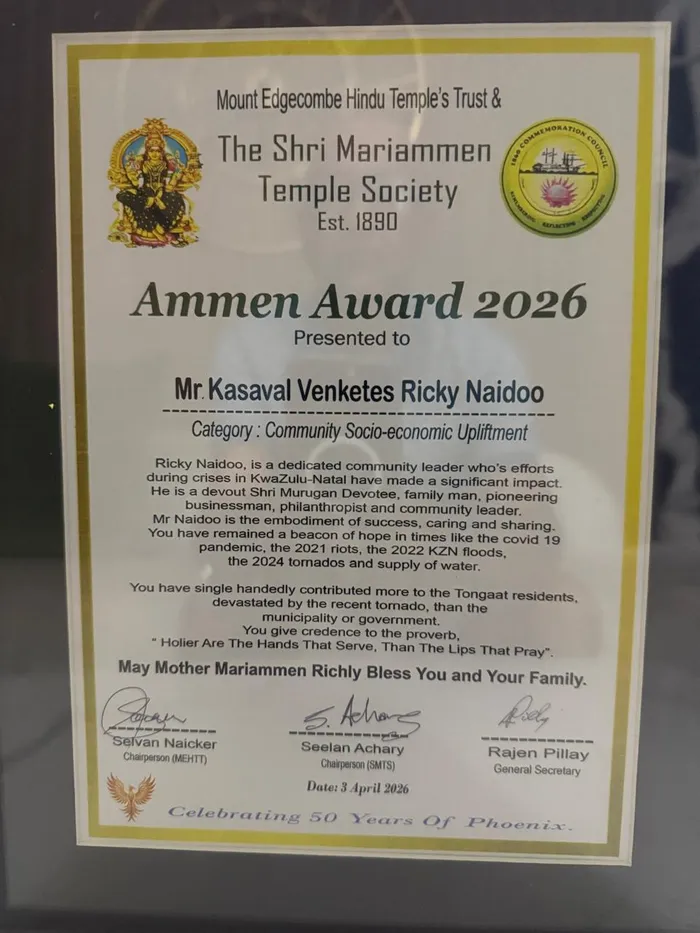 Mount Edgecombe Hindu Temple's Trust &
The Shri Mariammen
Temple Society
Est. 1890
1860 COMMEMORATION COUNCIL
REMEMBERING REFLECTING RESPECTING
Ammen Award 2026
Presented to
Mr. Kasaval Venketes Ricky Naidoo
Category : Community Socio-economic Upliftment
Ricky Naidoo, is a dedicated community leader who's efforts
during crises in KwaZulu-Natal have made a significant impact.
He is a devout Shri Murugan Devotee, family man, pioneering
businessman, philanthropist and community leader.
Mr Naidoo is the embodiment of success, caring and sharing.
You have remained a beacon of hope in times like the covid 19
pandemic, the 2021 riots, the 2022 KZN floods,
the 2024 tornados and supply of water.
You have single handedly contributed more to the Tongaat residents,
devastated by the recent tornado, than the
municipality or government.
You give credence to the proverb,
" Holier Are The Hands That Serve, Than The Lips That Pray".
May Mother Mariammen Richly Bless You and Your Family.
S. Achary
Selvan Naicker
Chairperson (MEHTT)
Seelan Achary
Chairperson (SMTS)
Rajen Pillay
General Secretary
Date: 3 April 2026
Celebrating 50 Years Of Phoenix.